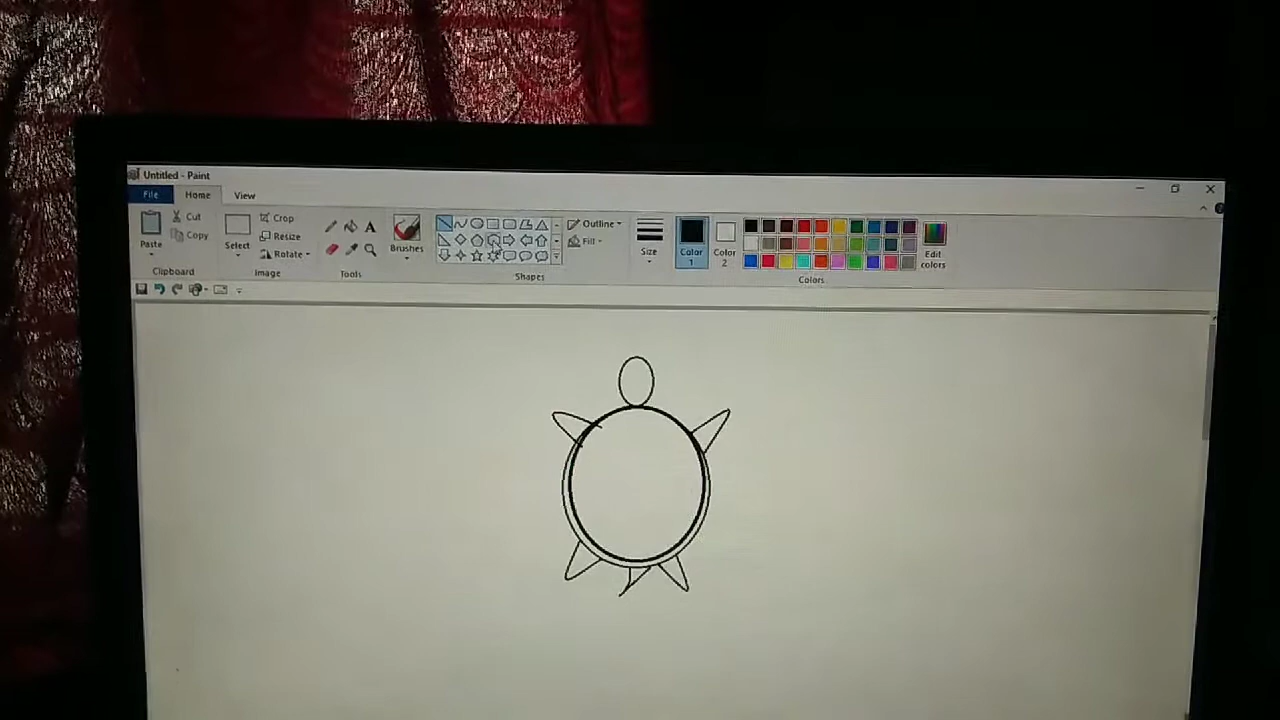 Untitled - Paint
File Home View
Cut
Copy
Paste
Clipboard
Crop
Resize
Rotate
Select
Image
A
Tools
Brushes
Shapes
Outline
Fill
Size
Color 1
Color 2
Edit colors
Colors